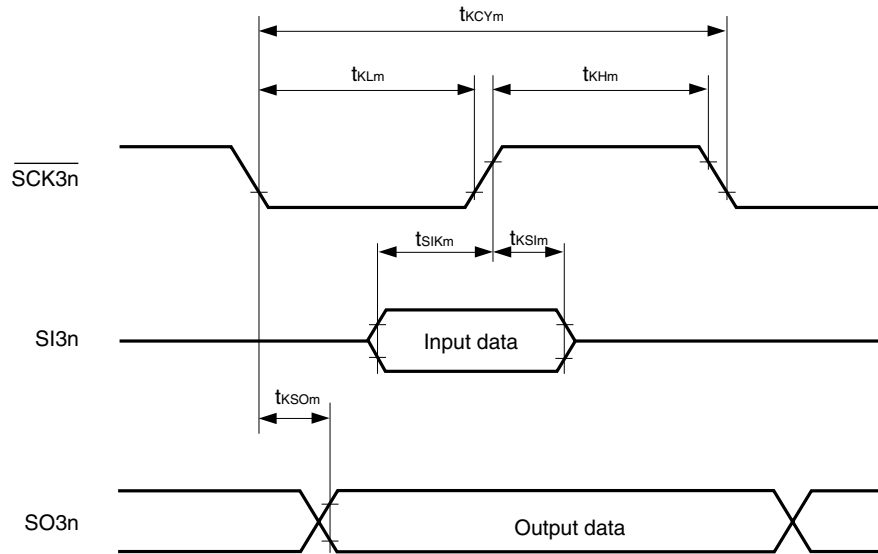 tKCYm
tKLm tKHm
SCK3n
tSIKm tKSIm
SI3n Input data
tKSOm
SO3n Output data